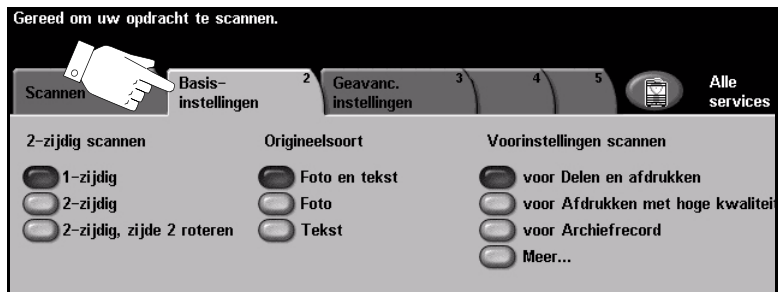 Gereed om uw opdracht te scannen.
Scannen
Basis-
instellingen
2
Geavanc.
instellingen
3
4
5
Alle
services
2-zijdig scannen
1-zijdig
2-zijdig
2-zijdig, zijde 2 roteren
Origineelsoort
Foto en tekst
Foto
Tekst
Voorinstellingen scannen
voor Delen en afdrukken
voor Afdrukken met hoge kwaliteit
voor Archiefrecord
Meer...